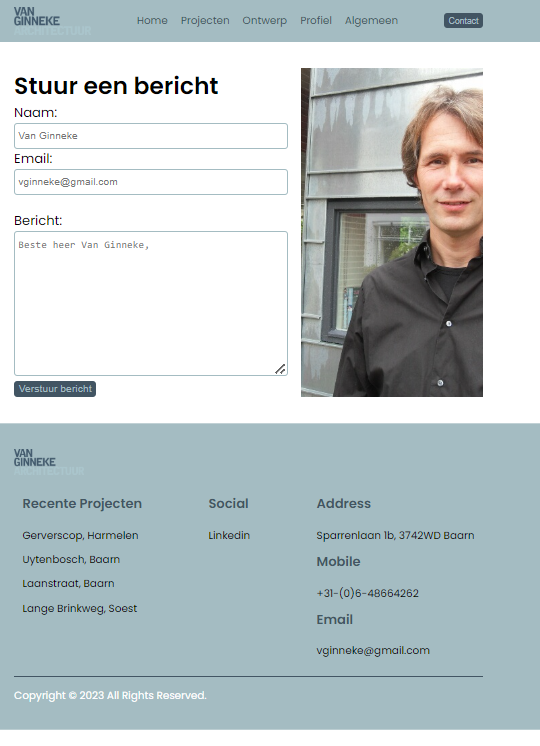 VAN
GINNEKE
ARCHITECTUUR
Home Projecten Ontwerp Profiel Algemeen Contact
Stuur een bericht
Naam:
Van Ginneke
Email:
vginneke@gmail.com
Bericht:
Beste heer Van Ginneke,
Verstuur bericht
VAN
GINNEKE
ARCHITECTUUR
Recente Projecten
Gerverscop, Harmelen
Uytenbosch, Baarn
Laanstraat, Baarn
Lange Brinkweg, Soest
Social
Linkedin
Address
Sparrenlaan 1b, 3742WD Baarn
Mobile
+31-(0)6-48664262
Email
vginneke@gmail.com
Copyright © 2023 All Rights Reserved.